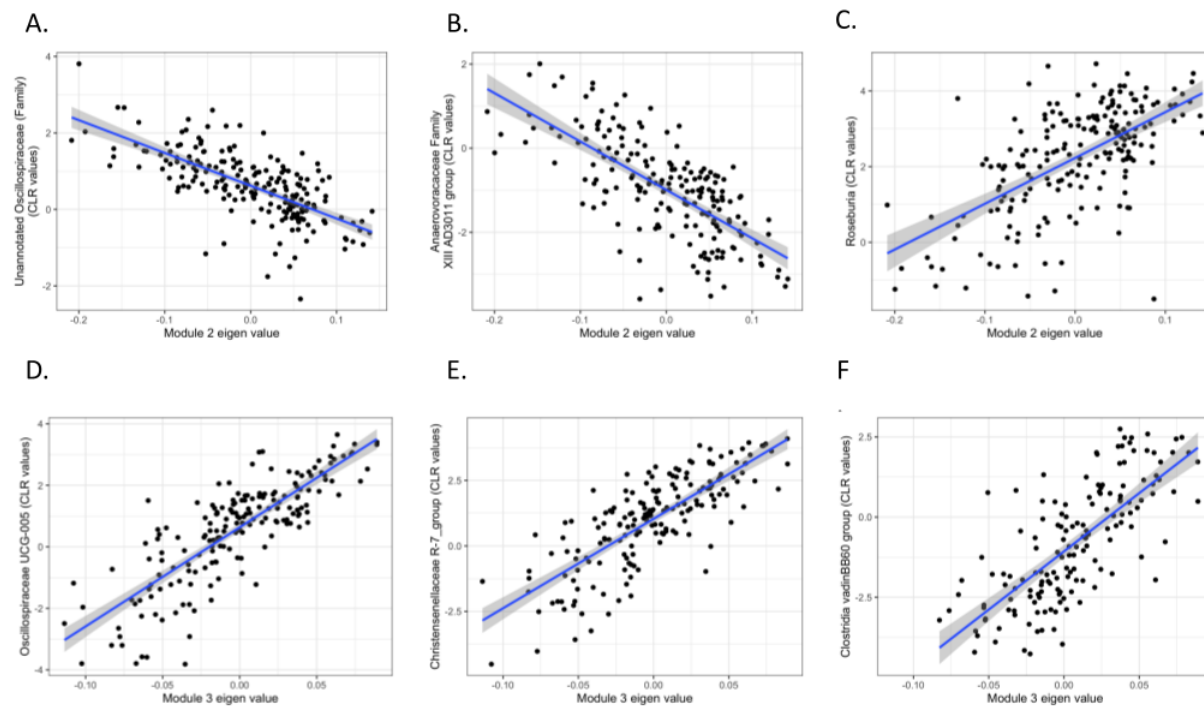 A.
B.
C.
4
2
0
-2
-0.2
-0.1
0.0
0.1
Unannotated Oscillospiraceae (Family)
(CLR values)
Module 2 eigen value
2
0
-2
-0.2
-0.1
0.0
0.1
Anaerovoracaceae Family
XIII AD3011 group (CLR values)
Module 2 eigen value
4
2
0
-0.2
-0.1
0.0
0.1
Roseburia (CLR values)
Module 2 eigen value
D.
E.
F
4
2
0
-2
-4
-0.10
-0.05
0.00
0.05
Oscillospiraceae UCG-005 (CLR values)
Module 3 eigen value
2.5
0.0
-2.5
-0.10
-0.05
0.00
0.05
Christensenellaceae R-7_group (CLR values)
Module 3 eigen value
2.5
0.0
-2.5
-0.10
-0.05
0.00
0.05
Clostridia vadinBB60 group (CLR values)
Module 3 eigen value